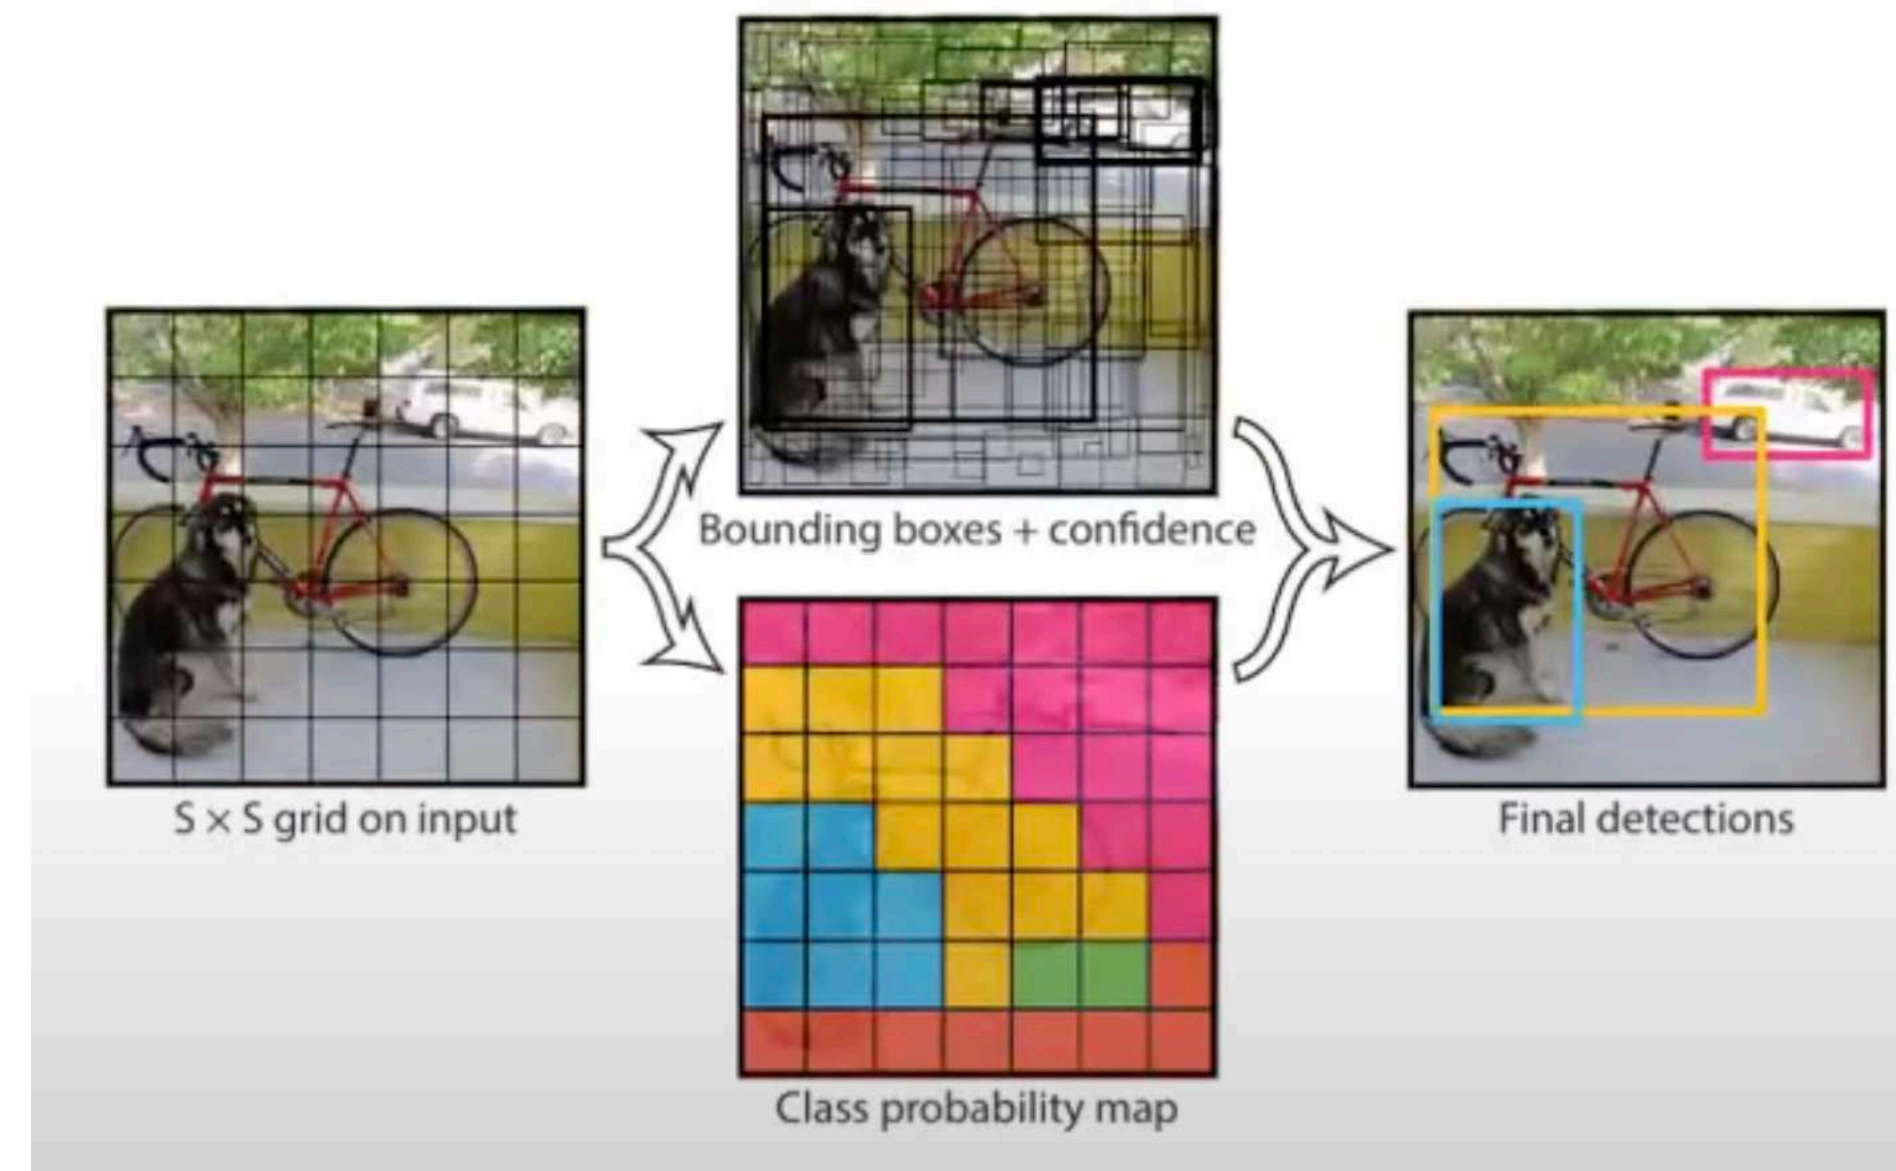 Bounding boxes + confidence
S × S grid on input
Final detections
Class probability map